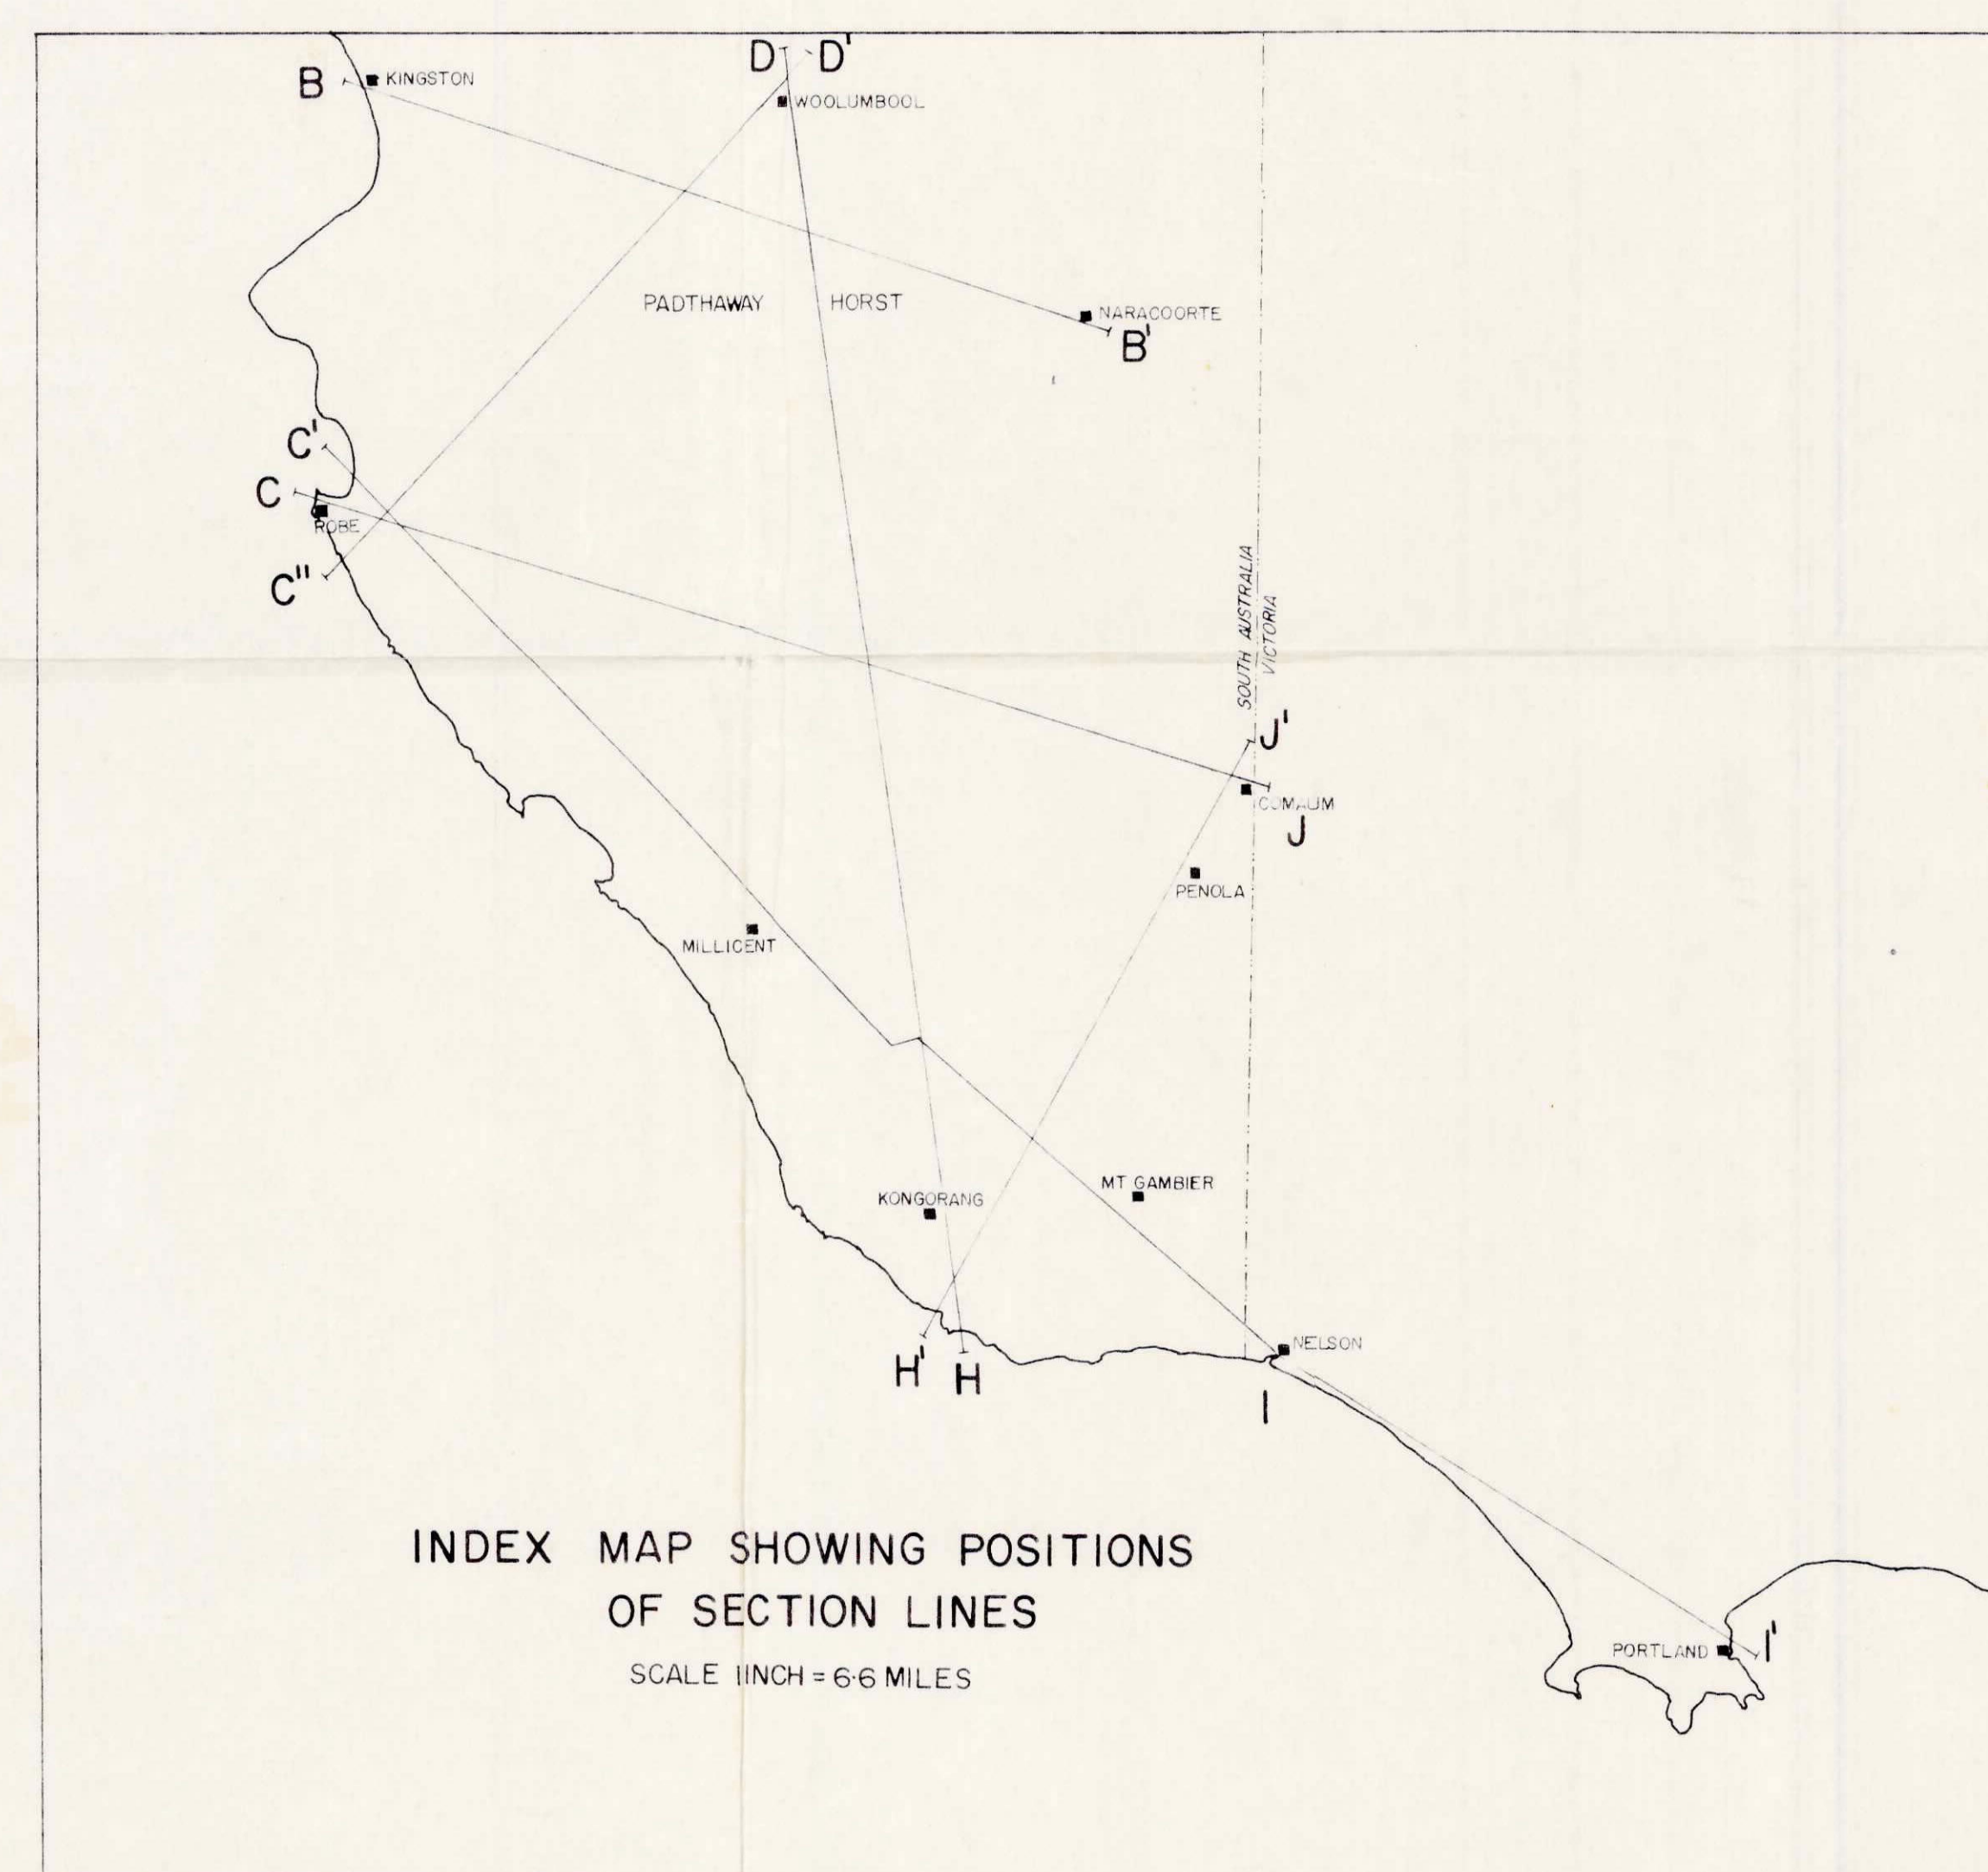 D D'
B KINGSTON
WOOLUMBOOL
PADTHAWAY HORST
NARACOORTE
B'
C'
C
ROBE
C"
SOUTH AUSTRALIA
VICTORIA
J'
COMAUM
J
PENOLA
MILLICENT
MT GAMBIER
KONGORANG
NELSON
H' H
I
INDEX MAP SHOWING POSITIONS
OF SECTION LINES
SCALE 1INCH = 6·6 MILES
PORTLAND I'